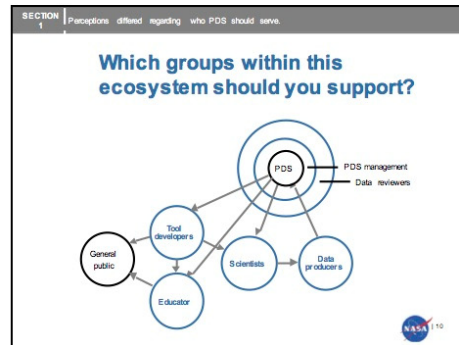 SECTION
1
Perceptions differed regarding who PDS should serve.
Which groups within this
ecosystem should you support?
PDS
PDS management
Data reviewers
Tool
developers
General
public
Scientists
Data
producers
Educator
NASA
| 10